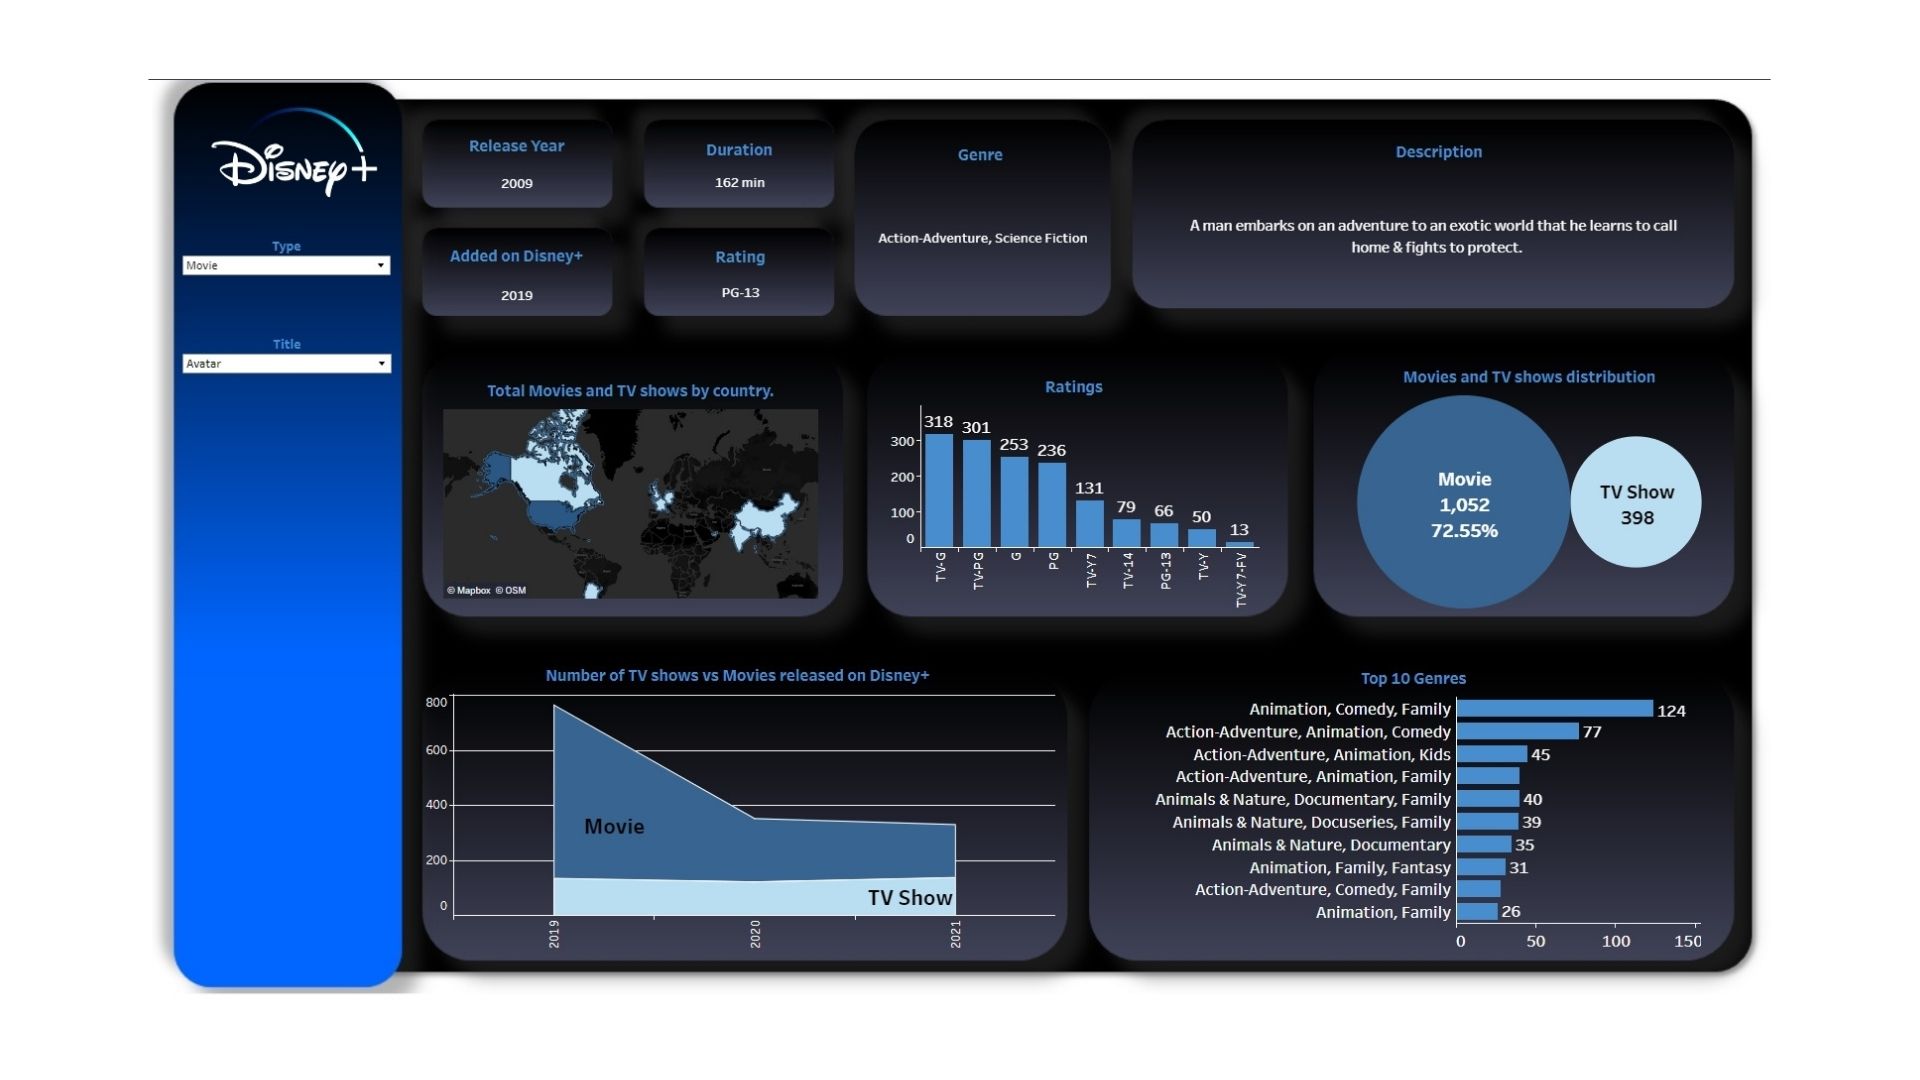 Disney+
Type
Movie
Title
Avatar
Release Year
2009
Duration
162 min
Added on Disney+
2019
Rating
PG-13
Genre
Action-Adventure, Science Fiction
Description
A man embarks on an adventure to an exotic world that he learns to call
home & fights to protect.
Total Movies and TV shows by country.
© Mapbox © OSM
Ratings
318
301
253
236
131
79
66
50
13
300
200
100
0
TV-G
TV-PG
G
PG
TV-Y7
TV-14
PG-13
TV-Y
TV-Y7-FV
Movies and TV shows distribution
Movie
1,052
72.55%
TV Show
398
Number of TV shows vs Movies released on Disney+
800
600
400
200
0
Movie
TV Show
2019
2020
2021
Top 10 Genres
Animation, Comedy, Family 124
Action-Adventure, Animation, Comedy 77
Action-Adventure, Animation, Kids 45
Action-Adventure, Animation, Family
Animals & Nature, Documentary, Family 40
Animals & Nature, Docuseries, Family 39
Animals & Nature, Documentary 35
Animation, Family, Fantasy 31
Action-Adventure, Comedy, Family
Animation, Family 26
0 50 100 150